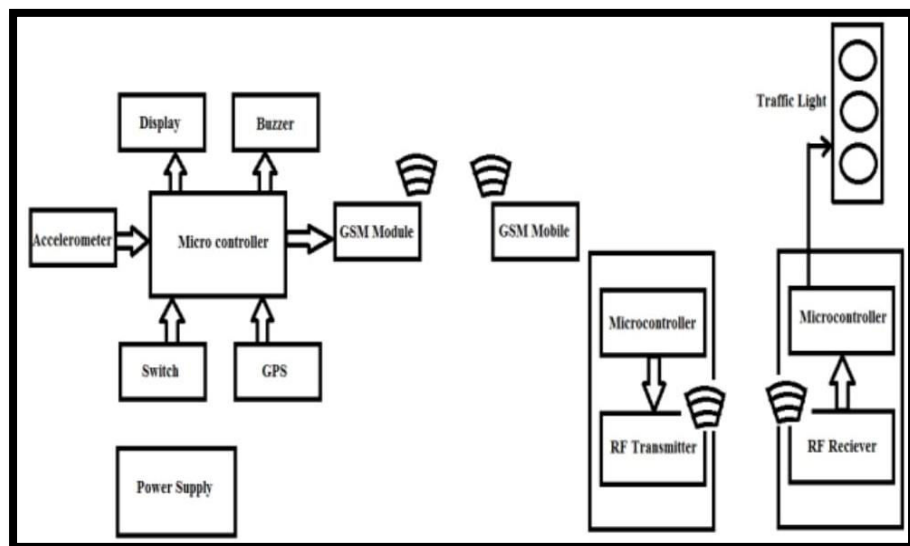 Traffic Light
Display
Buzzer
Accelerometer
Micro controller
GSM Module
GSM Mobile
Switch
GPS
Microcontroller
Microcontroller
RF Transmitter
RF Reciever
Power Supply